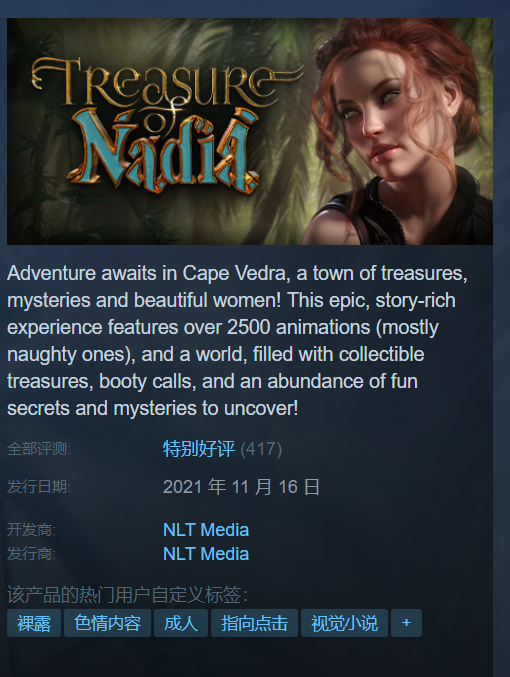 Treasure
of
Nadia
Adventure awaits in Cape Vedra, a town of treasures,
mysteries and beautiful women! This epic, story-rich
experience features over 2500 animations (mostly
naughty ones), and a world, filled with collectible
treasures, booty calls, and an abundance of fun
secrets and mysteries to uncover!
全部评测: 特别好评 (417)
发行日期: 2021 年 11 月 16 日
开发商: NLT Media
发行商: NLT Media
该产品的热门用户自定义标签:
裸露 色情内容 成人 指向点击 视觉小说 +